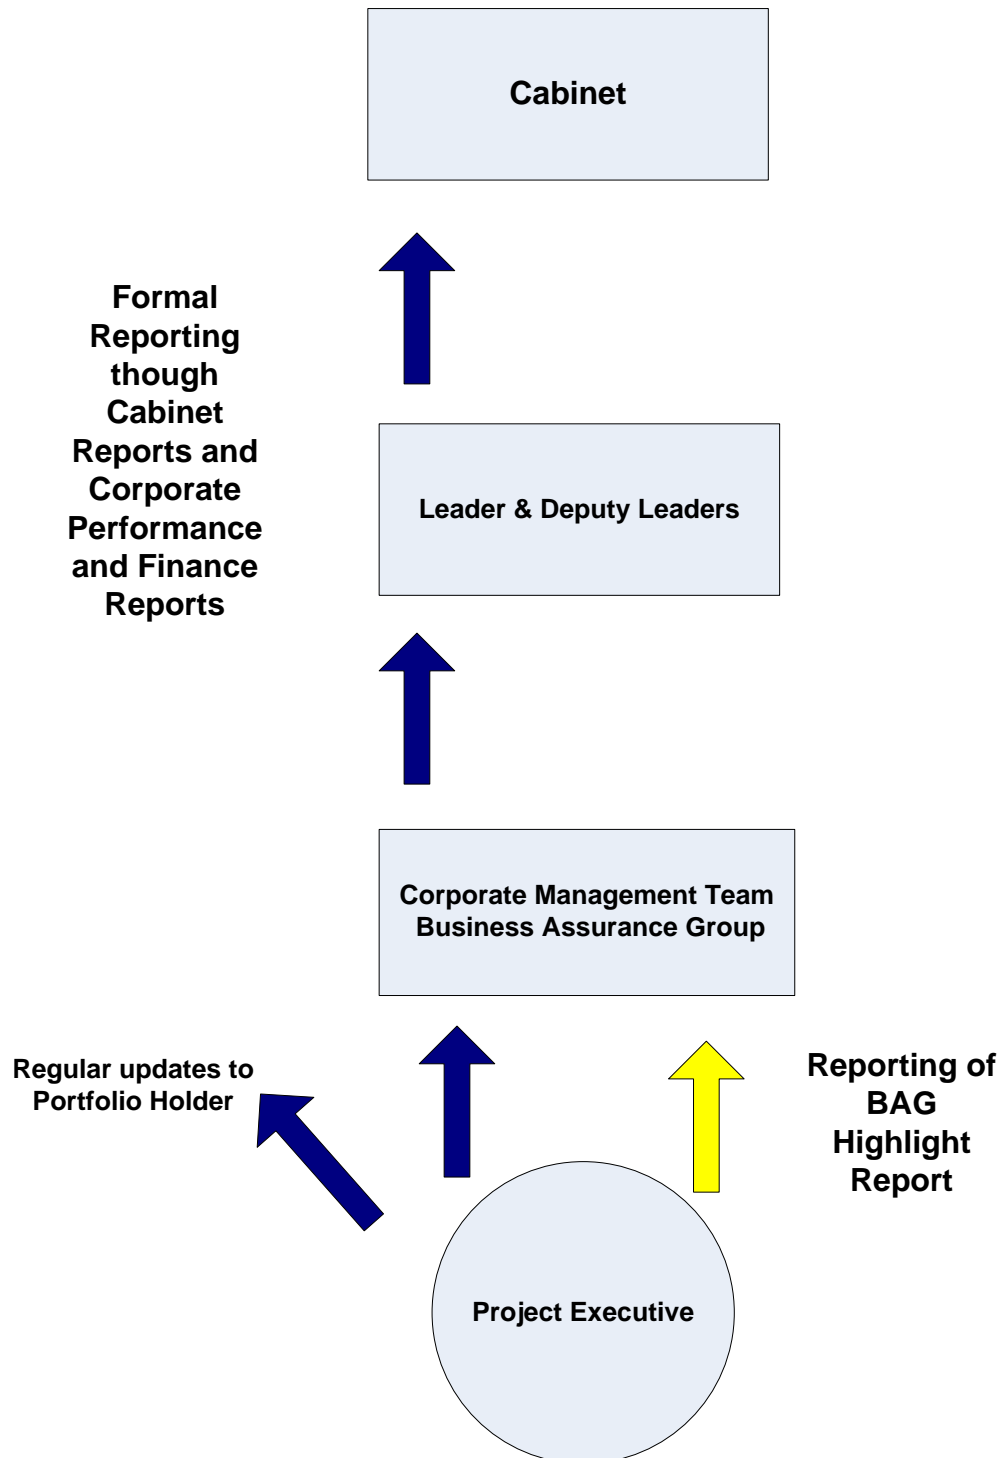 Cabinet
Formal
Reporting
though
Cabinet
Reports and
Corporate
Performance
and Finance
Reports
Leader & Deputy Leaders
Corporate Management Team
Business Assurance Group
Regular updates to
Portfolio Holder
Reporting of
BAG
Highlight
Report
Project Executive